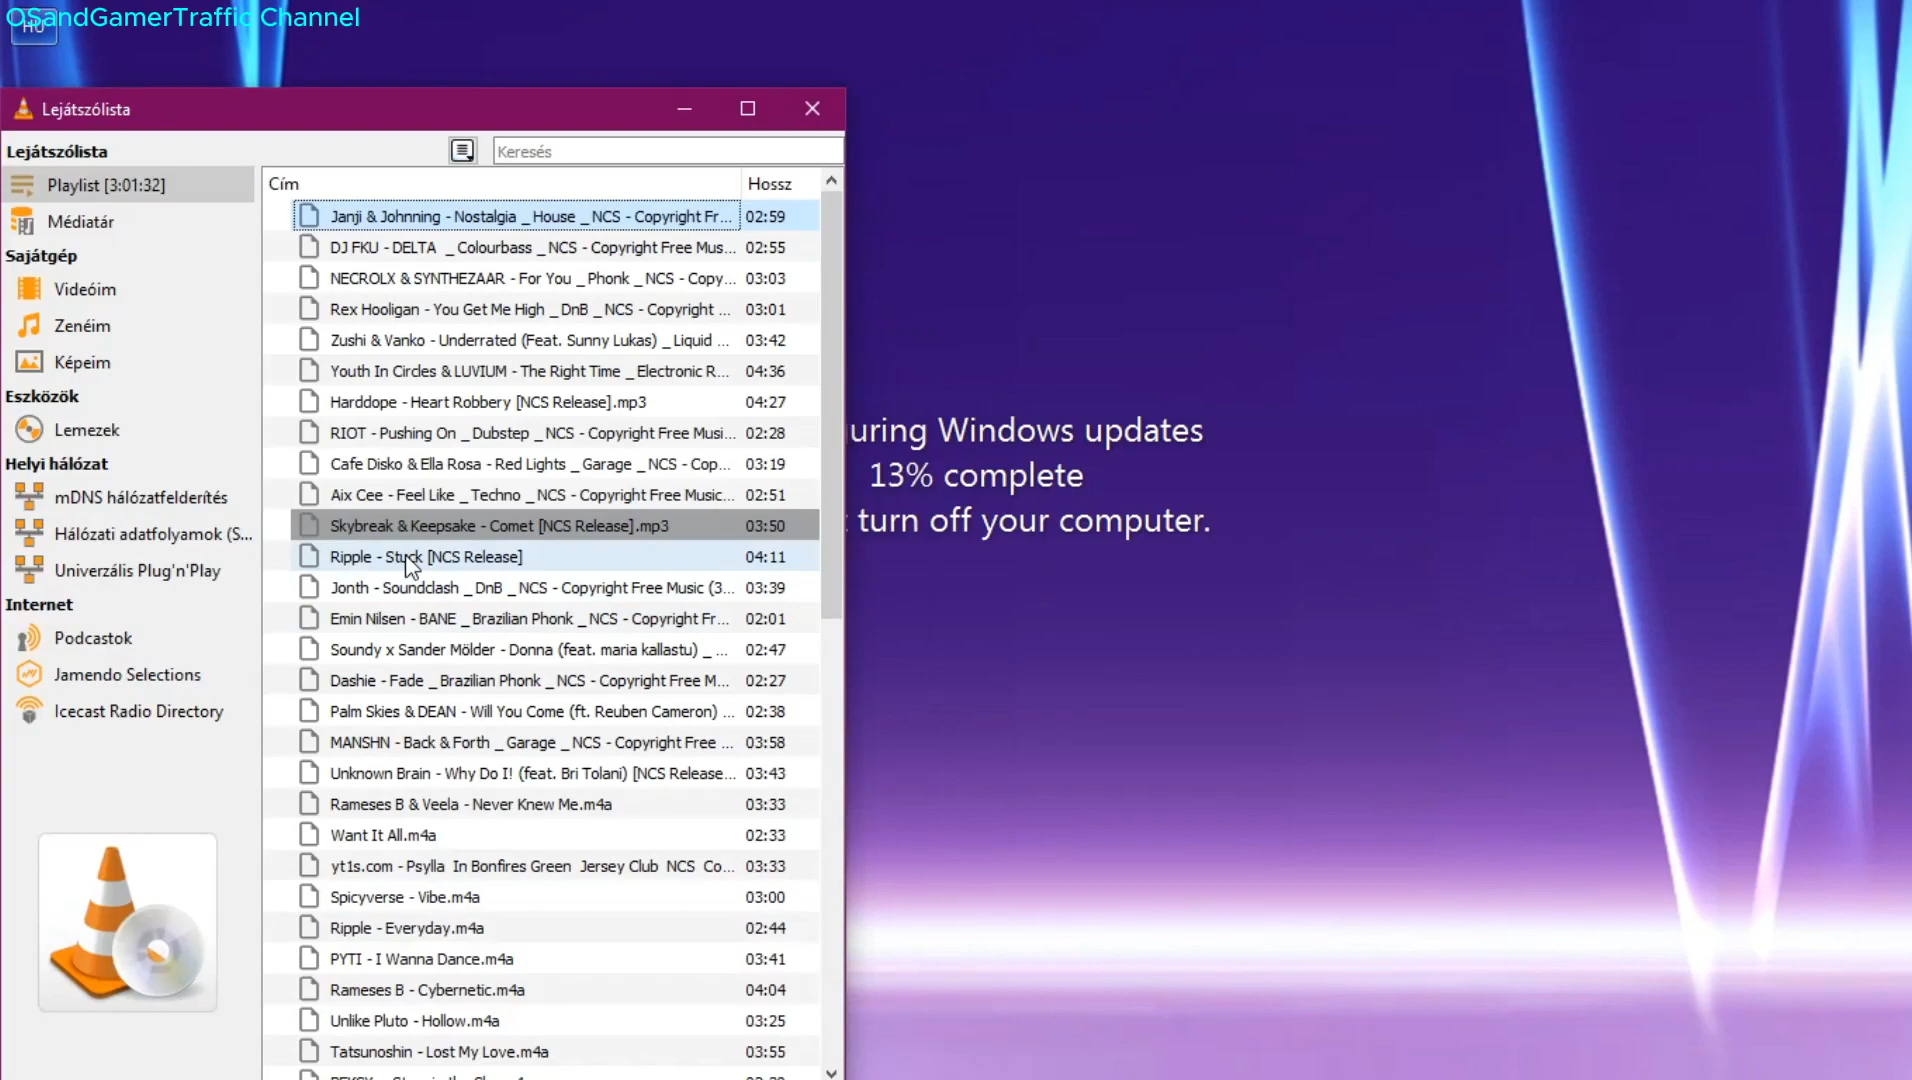 OSandGamerTraffic Channel
HU
Lejátszólista
Lejátszólista
Keresés
Playlist [3:01:32]
Médiatár
Sajátgép
Videóim
Zenéim
Képeim
Eszközök
Lemezek
Helyi hálózat
mDNS hálózatfelderítés
Hálózati adatfolyamok (S...
Univerzális Plug'n'Play
Internet
Podcastok
Jamendo Selections
Icecast Radio Directory
Cím Hossz
Janji & Johnning - Nostalgia _ House _ NCS - Copyright Fr... 02:59
DJ FKU - DELTA _ Colourbass _ NCS - Copyright Free Mus... 02:55
NECROLX & SYNTHEZAAR - For You _ Phonk _ NCS - Copy... 03:03
Rex Hooligan - You Get Me High _ DnB _ NCS - Copyright ... 03:01
Zushi & Vanko - Underrated (Feat. Sunny Lukas) _ Liquid ... 03:42
Youth In Circles & LUVIUM - The Right Time _ Electronic R... 04:36
Harddope - Heart Robbery [NCS Release].mp3 04:27
RIOT - Pushing On _ Dubstep _ NCS - Copyright Free Musi... 02:28
Cafe Disko & Ella Rosa - Red Lights _ Garage _ NCS - Cop... 03:19
Aix Cee - Feel Like _ Techno _ NCS - Copyright Free Music... 02:51
Skybreak & Keepsake - Comet [NCS Release].mp3 03:50
Ripple - Stuck [NCS Release] 04:11
Jonth - Soundclash _ DnB _ NCS - Copyright Free Music (3... 03:39
Emin Nilsen - BANE _ Brazilian Phonk _ NCS - Copyright Fr... 02:01
Soundy x Sander Mölder - Donna (feat. maria kallastu) _ ... 02:47
Dashie - Fade _ Brazilian Phonk _ NCS - Copyright Free M... 02:27
Palm Skies & DEAN - Will You Come (ft. Reuben Cameron) ... 02:38
MANSHN - Back & Forth _ Garage _ NCS - Copyright Free ... 03:58
Unknown Brain - Why Do I! (feat. Bri Tolani) [NCS Release... 03:43
Rameses B & Veela - Never Knew Me.m4a 03:33
Want It All.m4a 02:33
yt1s.com - Psylla In Bonfires Green Jersey Club NCS Co... 03:33
Spicyverse - Vibe.m4a 03:00
Ripple - Everyday.m4a 02:44
PYTI - I Wanna Dance.m4a 03:41
Rameses B - Cybernetic.m4a 04:04
Unlike Pluto - Hollow.m4a 03:25
Tatsunoshin - Lost My Love.m4a 03:55
uring Windows updates
13% complete
turn off your computer.